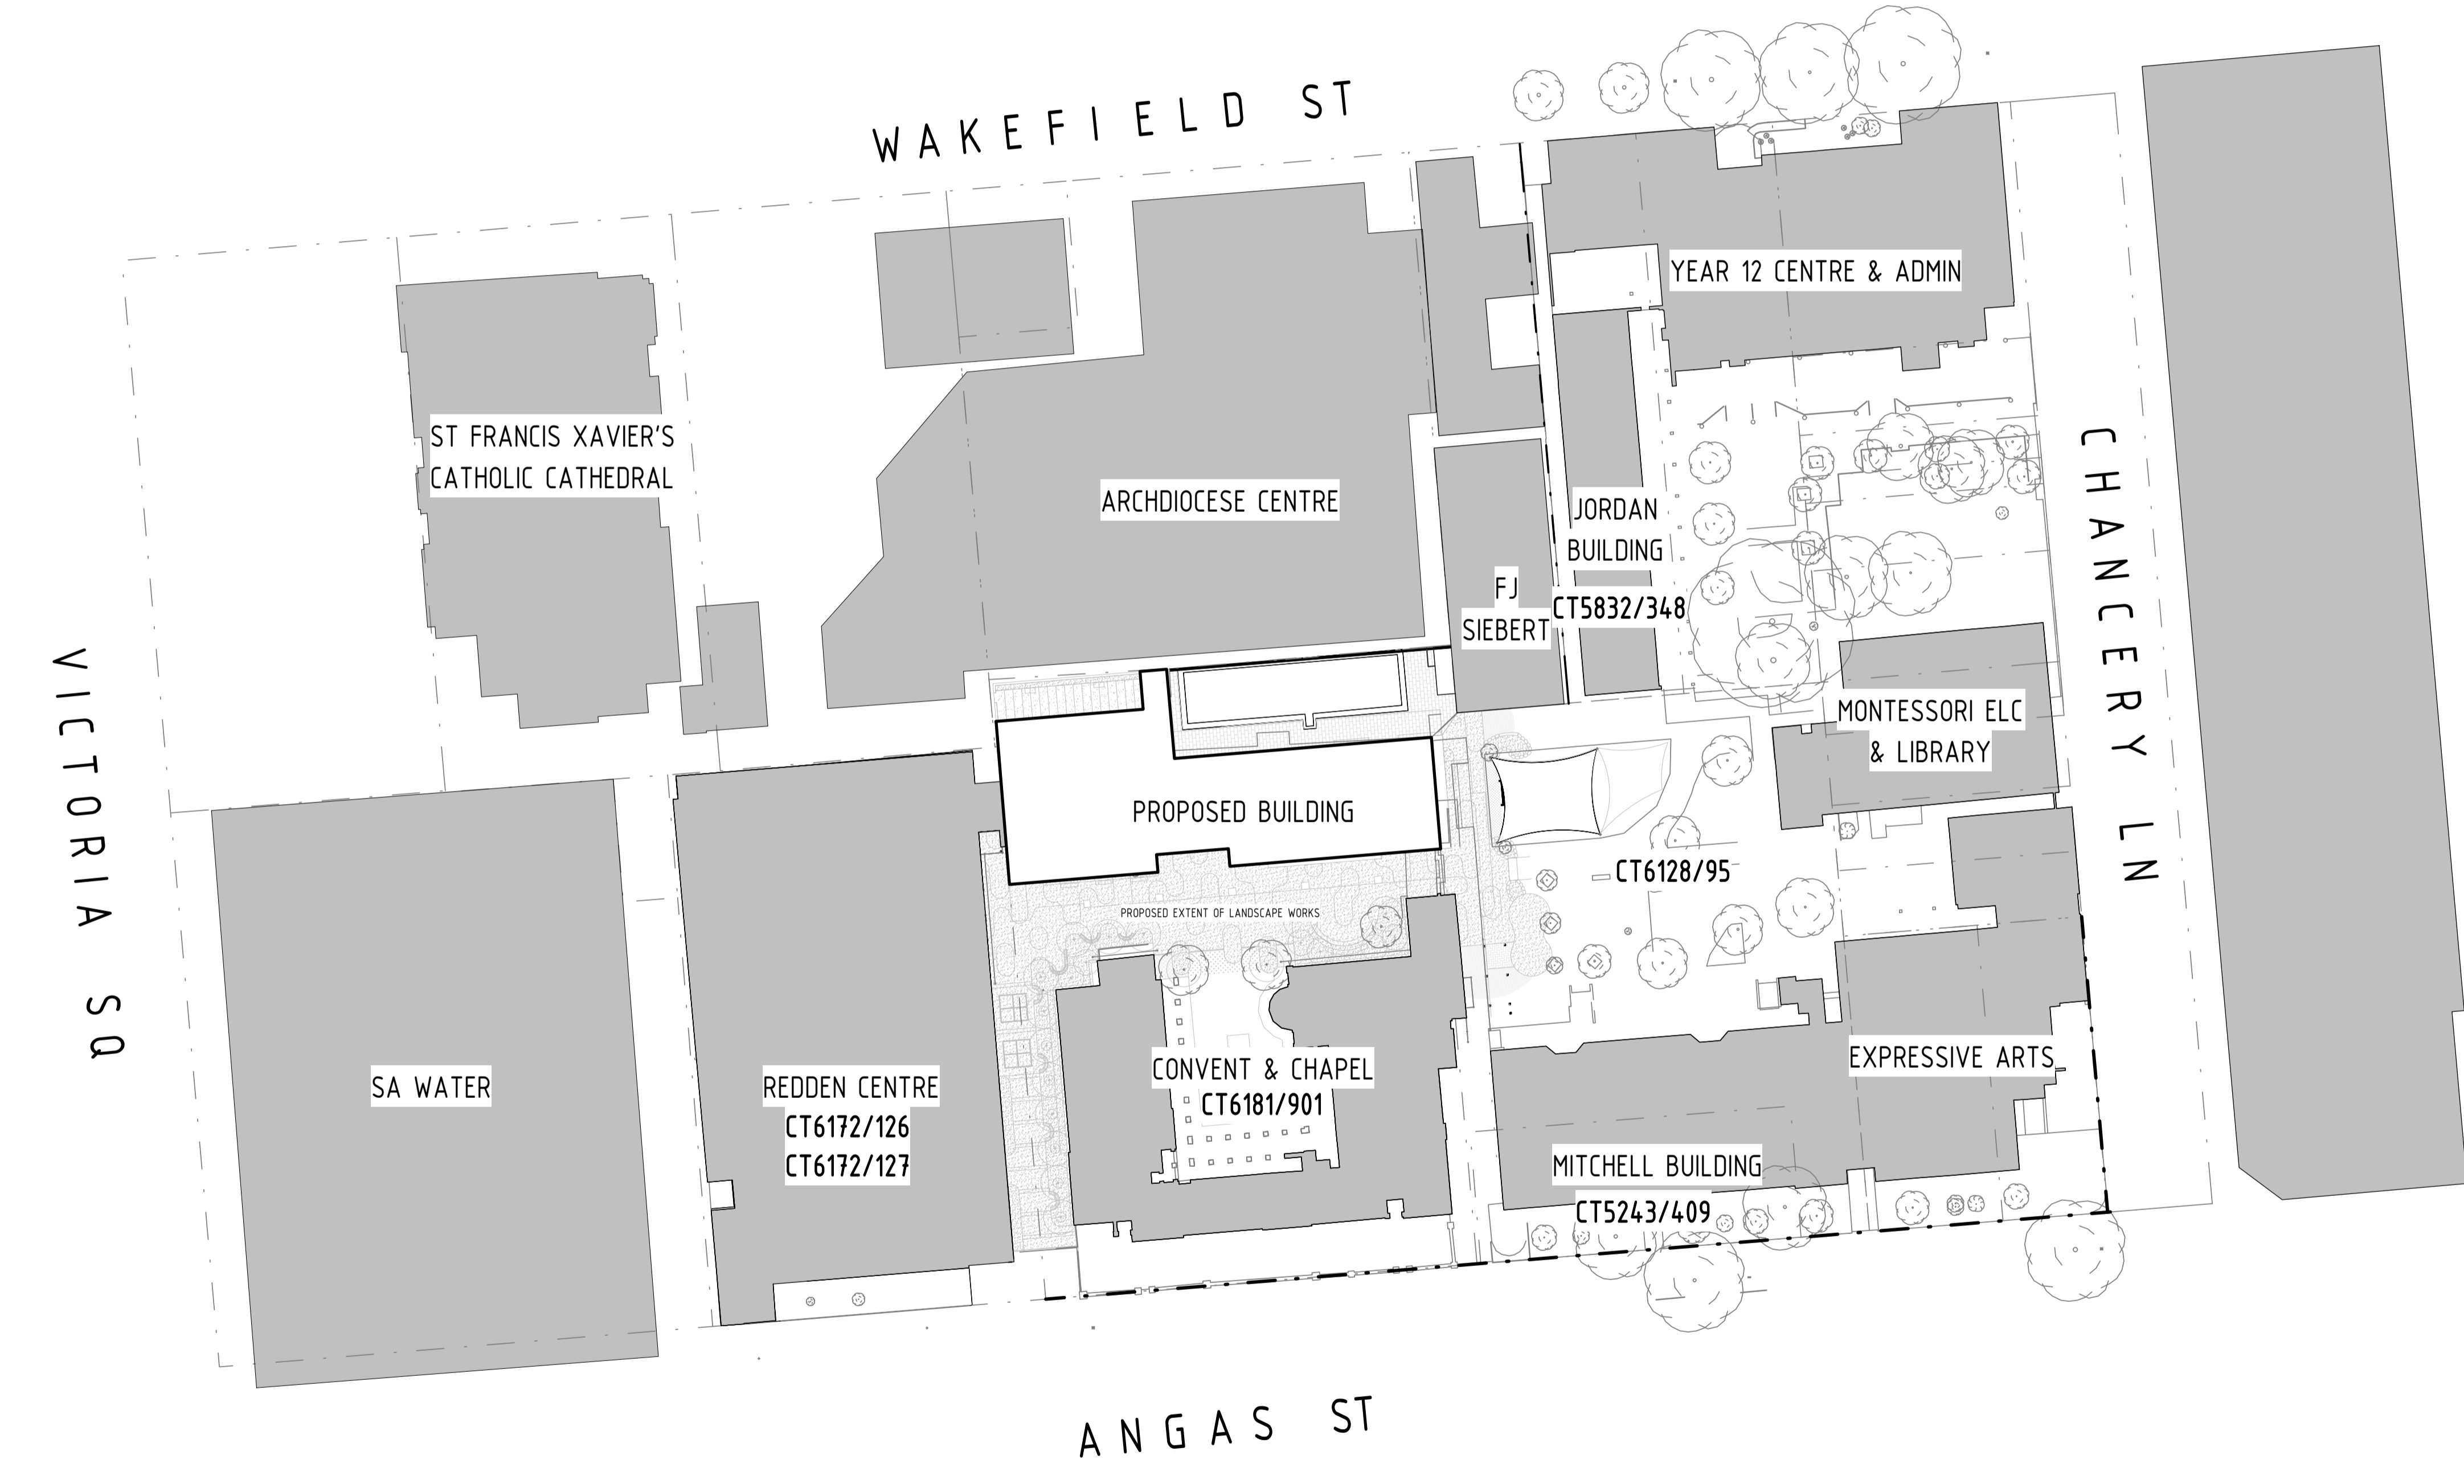 WAKEFIELD ST
YEAR 12 CENTRE & ADMIN
ST FRANCIS XAVIER'S
CATHOLIC CATHEDRAL
ARCHDIOCESE CENTRE
JORDAN
BUILDING
CT5832/348
FJ
SIEBERT
CHANCERY LN
VICTORIA SQ
MONTESSORI ELC
& LIBRARY
PROPOSED BUILDING
CT6128/95
PROPOSED EXTENT OF LANDSCAPE WORKS
SA WATER
REDDEN CENTRE
CT6172/126
CT6172/127
CONVENT & CHAPEL
CT6181/901
EXPRESSIVE ARTS
MITCHELL BUILDING
CT5243/409
ANGAS ST